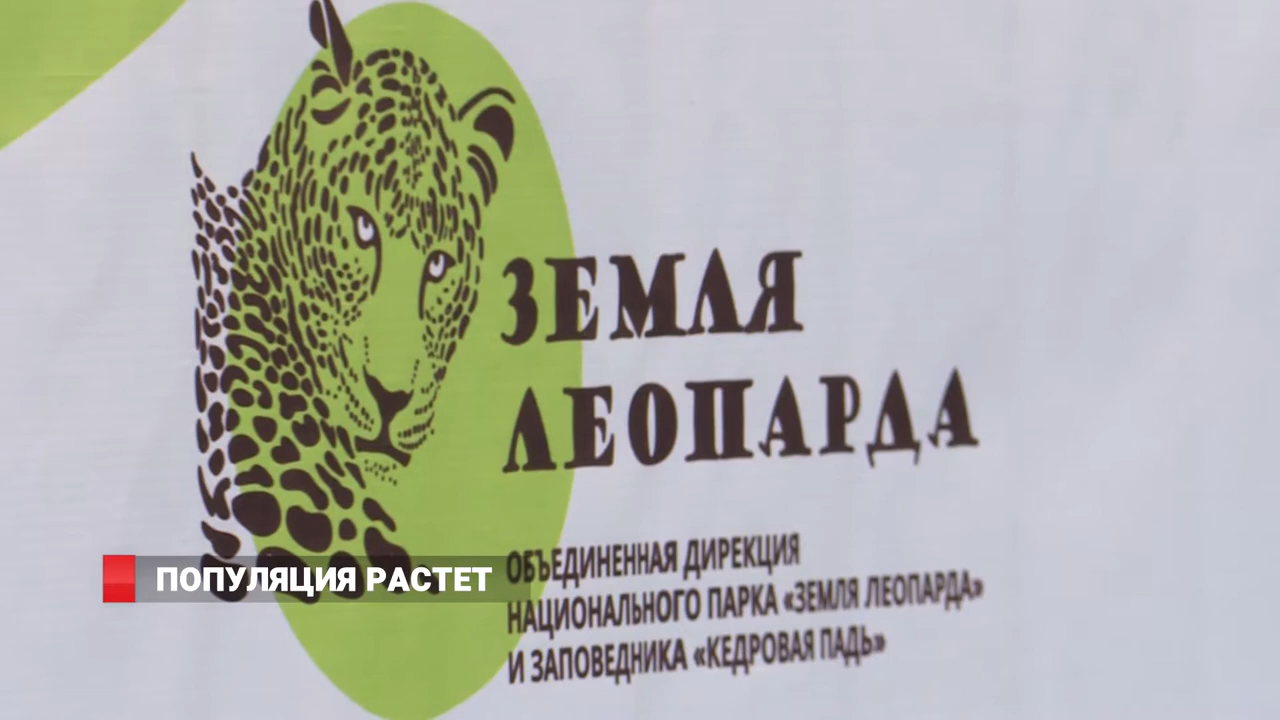 ЗЕМЛЯ
ЛЕОПАРДА
ОБЪЕДИНЕННАЯ ДИРЕКЦИЯ
НАЦИОНАЛЬНОГО ПАРКА «ЗЕМЛЯ ЛЕОПАРДА»
И ЗАПОВЕДНИКА «КЕДРОВАЯ ПАДЬ»
ПОПУЛЯЦИЯ РАСТЕТ